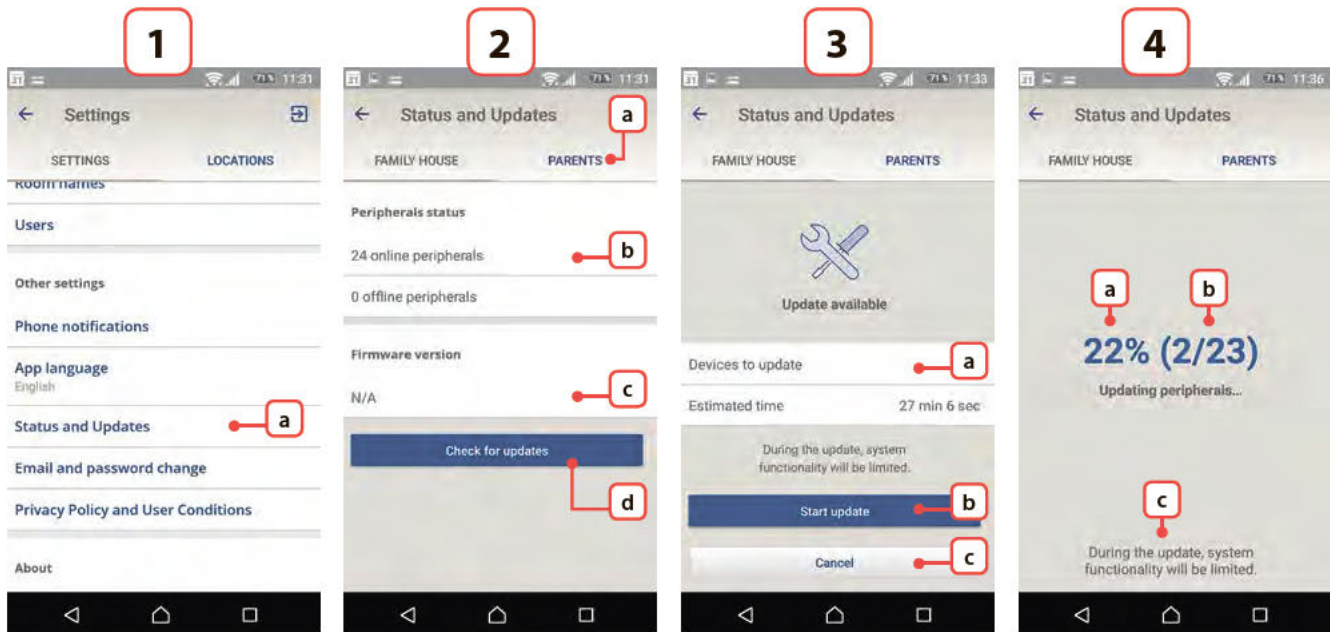 1
31 71% 11:31
Settings
SETTINGS LOCATIONS
Room names
Users
Other settings
Phone notifications
App language
English
Status and Updates a
Email and password change
Privacy Policy and User Conditions
About
2
71% 11:31
Status and Updates
a
FAMILY HOUSE PARENTS
Peripherals status
24 online peripherals b
0 offline peripherals
Firmware version
N/A c
Check for updates
d
3
71% 11:33
Status and Updates
FAMILY HOUSE PARENTS
Update available
Devices to update a
Estimated time 27 min 6 sec
During the update, system
functionality will be limited.
Start update b
Cancel c
4
71% 11:36
Status and Updates
FAMILY HOUSE PARENTS
a b
22% (2/23)
Updating peripherals...
c
During the update, system
functionality will be limited.